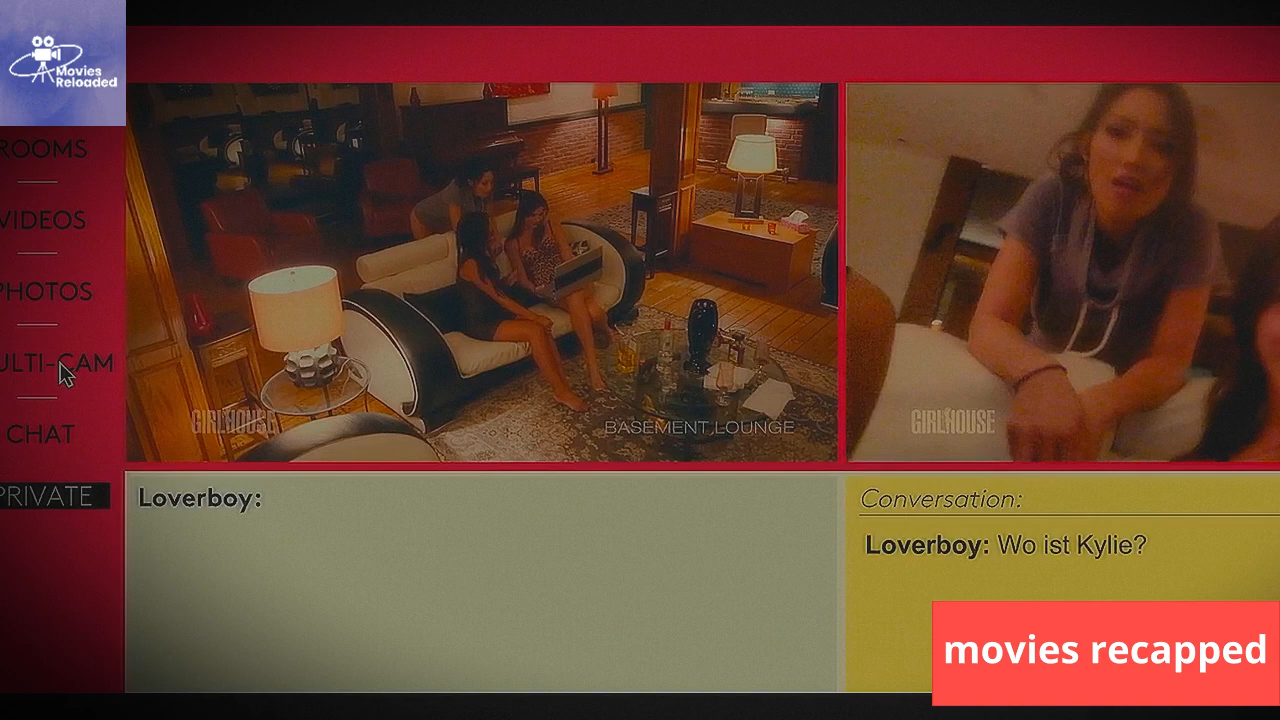 Movies
Reloaded
ROOMS
VIDEOS
PHOTOS
ULTI-CAM
CHAT
PRIVATE
GIRLHOUSE
BASEMENT LOUNGE
GIRLHOUSE
Loverboy:
Conversation:
Loverboy: Wo ist Kylie?
movies recapped